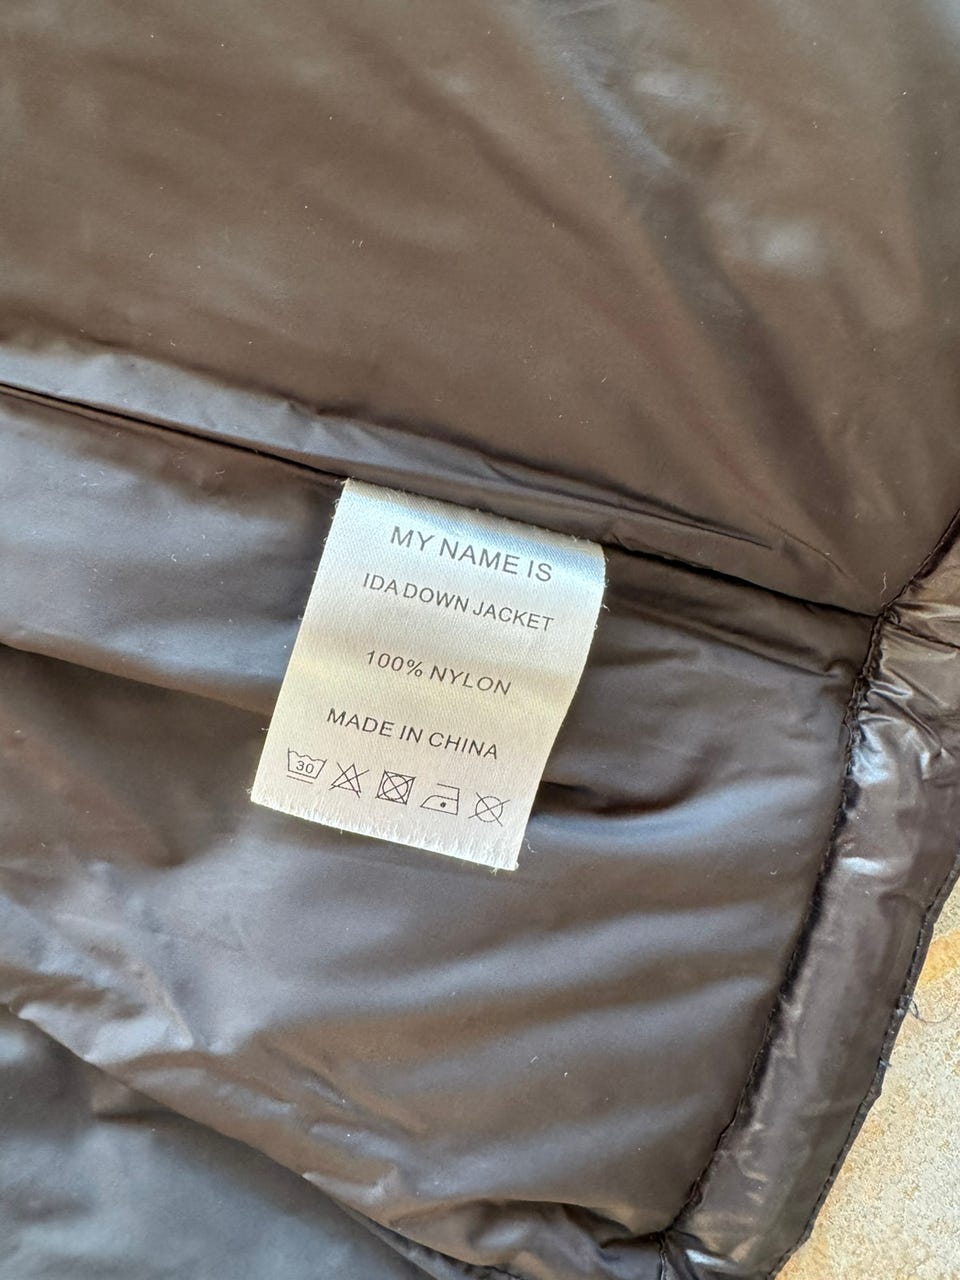 MY NAME IS
IDA DOWN JACKET
100% NYLON
MADE IN CHINA
30